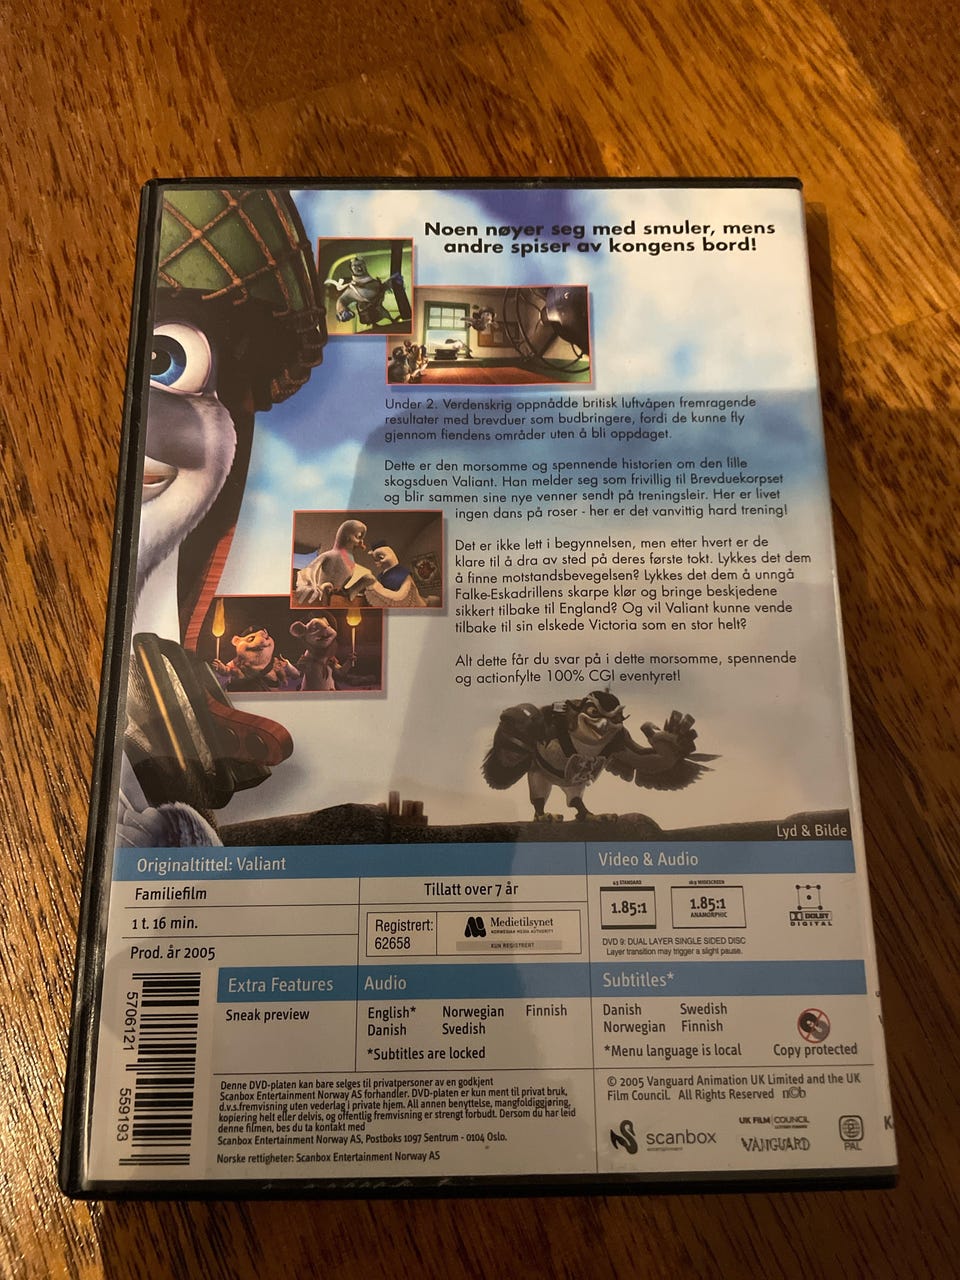 Noen nøyer seg med smuler, mens
andre spiser av kongens bord!
Under 2. Verdenskrig oppnådde britisk luftvåpen fremragende
resultater med brevduer som budbringere, fordi de kunne fly
gjennom fiendens områder uten å bli oppdaget.
Dette er den morsomme og spennende historien om den lille
skogsduen Valiant. Han melder seg som frivillig til Brevduekorpset
og blir sammen sine nye venner sendt på treningsleir. Her er livet
ingen dans på roser - her er det vanvittig hard trening!
Det er ikke lett i begynnelsen, men etter hvert er de
klare til å dra av sted på deres første tokt. Lykkes det dem
å finne motstandsbevegelsen? Lykkes det dem å unngå
Falke-Eskadrillens skarpe klør og bringe beskjedene
sikkert tilbake til England? Og vil Valiant kunne vende
tilbake til sin elskede Victoria som en stor helt?
Alt dette får du svar på i dette morsomme, spennende
og actionfylte 100% CGI eventyret!
Lyd & Bilde
Originaltittel: Valiant
Familiefilm
1 t. 16 min.
Prod. år 2005
Tillatt over 7 år
Registrert:
62658
Medietilsynet
NORWEGIAN MEDIA AUTHORITY
KUN REGISTRERT
Video & Audio
4:3 STANDARD
1.85:1
16:9 WIDESCREEN
1.85:1
ANAMORPHIC
DOLBY
DIGITAL
DVD 9: DUAL LAYER SINGLE SIDED DISC
Layer transition may trigger a slight pause.
5706121 559193
Extra Features
Sneak preview
Audio
English* Norwegian Finnish
Danish Svedish
*Subtitles are locked
Subtitles*
Danish Swedish
Norwegian Finnish
*Menu language is local
Copy protected
Denne DVD-platen kan bare selges til privatpersoner av en godkjent
Scanbox Entertainment Norway AS forhandler. DVD-platen er kun ment til privat bruk,
d.v.s.fremvisning uten vederlag i private hjem. All annen benyttelse, mangfoldiggjøring,
kopiering helt eller delvis, og offentlig fremvisning er strengt forbudt. Dersom du har leid
denne filmen, bes du ta kontakt med
Scanbox Entertainment Norway AS, Postboks 1097 Sentrum - 0104 Oslo.
Norske rettigheter: Scanbox Entertainment Norway AS
© 2005 Vanguard Animation UK Limited and the UK
Film Council. All Rights Reserved n©b
scanbox
entertainment
UK FILM COUNCIL
VANGUARD
PAL